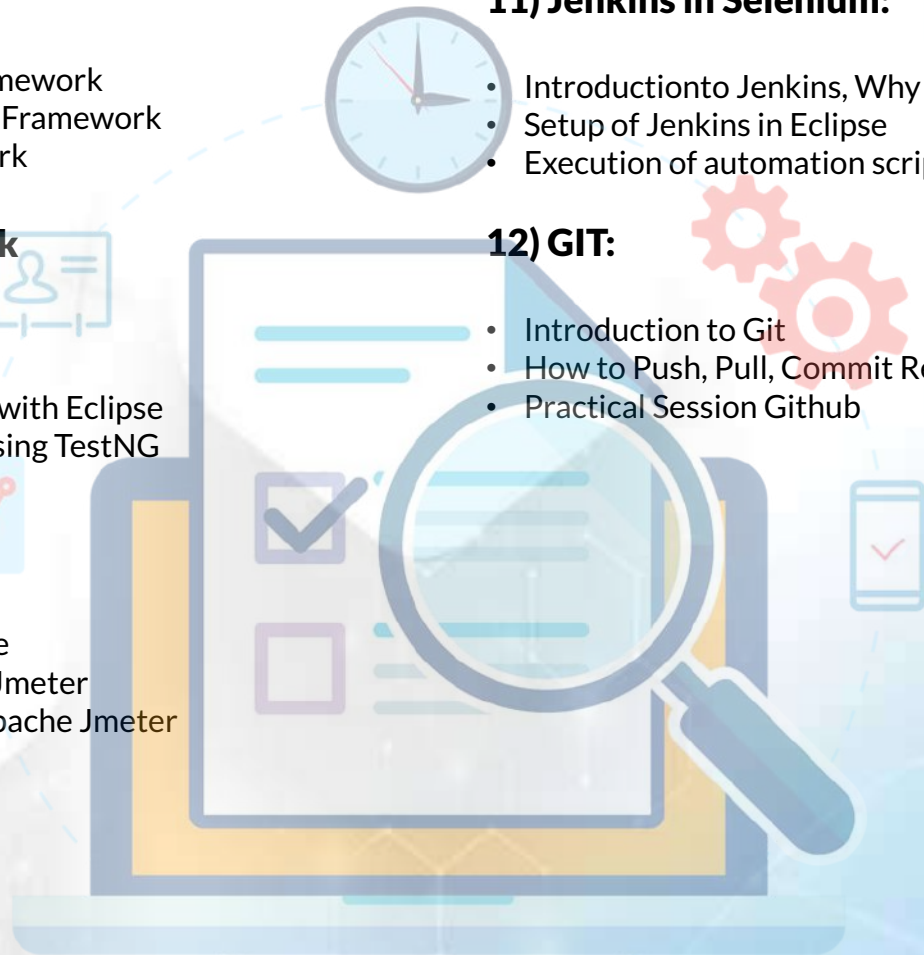 mework
Framework
rk
k
with Eclipse
sing TestNG
e
Jmeter
pache Jmeter
11) Jenkins in Selenium:
Introductionto Jenkins, Why
Setup of Jenkins in Eclipse
Execution of automation scrip
12) GIT:
Introduction to Git
How to Push, Pull, Commit Re
Practical Session Github